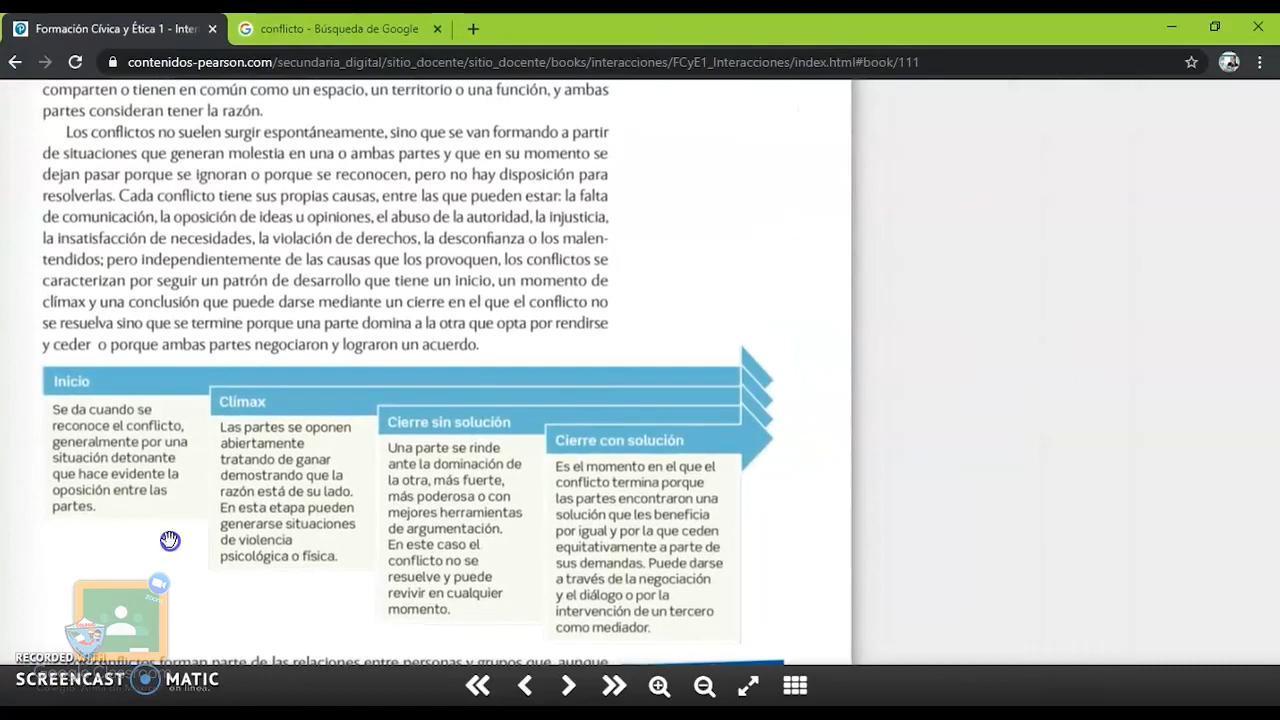 Formación Cívica y Ética 1 - Inter
conflicto - Búsqueda de Google
contenidos-pearson.com/secundaria_digital/sitio_docente/sitio_docente/books/interacciones/FCyE1_Interacciones/index.html#book/111
comparten o tienen en común como un espacio, un territorio o una función, y ambas
partes consideran tener la razón.
Los conflictos no suelen surgir espontáneamente, sino que se van formando a partir
de situaciones que generan molestia en una o ambas partes y que en su momento se
dejan pasar porque se ignoran o porque se reconocen, pero no hay disposición para
resolverlas. Cada conflicto tiene sus propias causas, entre las que pueden estar: la falta
de comunicación, la oposición de ideas u opiniones, el abuso de la autoridad, la injusticia,
la insatisfacción de necesidades, la violación de derechos, la desconfianza o los malen-
tendidos; pero independientemente de las causas que los provoquen, los conflictos se
caracterizan por seguir un patrón de desarrollo que tiene un inicio, un momento de
clímax y una conclusión que puede darse mediante un cierre en el que el conflicto no
se resuelva sino que se termine porque una parte domina a la otra que opta por rendirse
y ceder o porque ambas partes negociaron y lograron un acuerdo.
Inicio
Se da cuando se
reconoce el conflicto,
generalmente por una
situación detonante
que hace evidente la
oposición entre las
partes.
Clímax
Las partes se oponen
abiertamente
tratando de ganar
demostrando que la
razón está de su lado.
En esta etapa pueden
generarse situaciones
de violencia
psicológica o física.
Cierre sin solución
Una parte se rinde
ante la dominación de
la otra, más fuerte,
más poderosa o con
mejores herramientas
de argumentación.
En este caso el
conflicto no se
resuelve y puede
revivir en cualquier
momento.
Cierre con solución
Es el momento en el que el
conflicto termina porque
las partes encontraron una
solución que les beneficia
por igual y por la que ceden
equitativamente a parte de
sus demandas. Puede darse
a través de la negociación
y el diálogo o por la
intervención de un tercero
como mediador.
zoom
forman parte de las relaciones entre personas y grupos que, aunque
RECORDED WITH
SCREENCAST MATIC
Google Classroom
en línea.